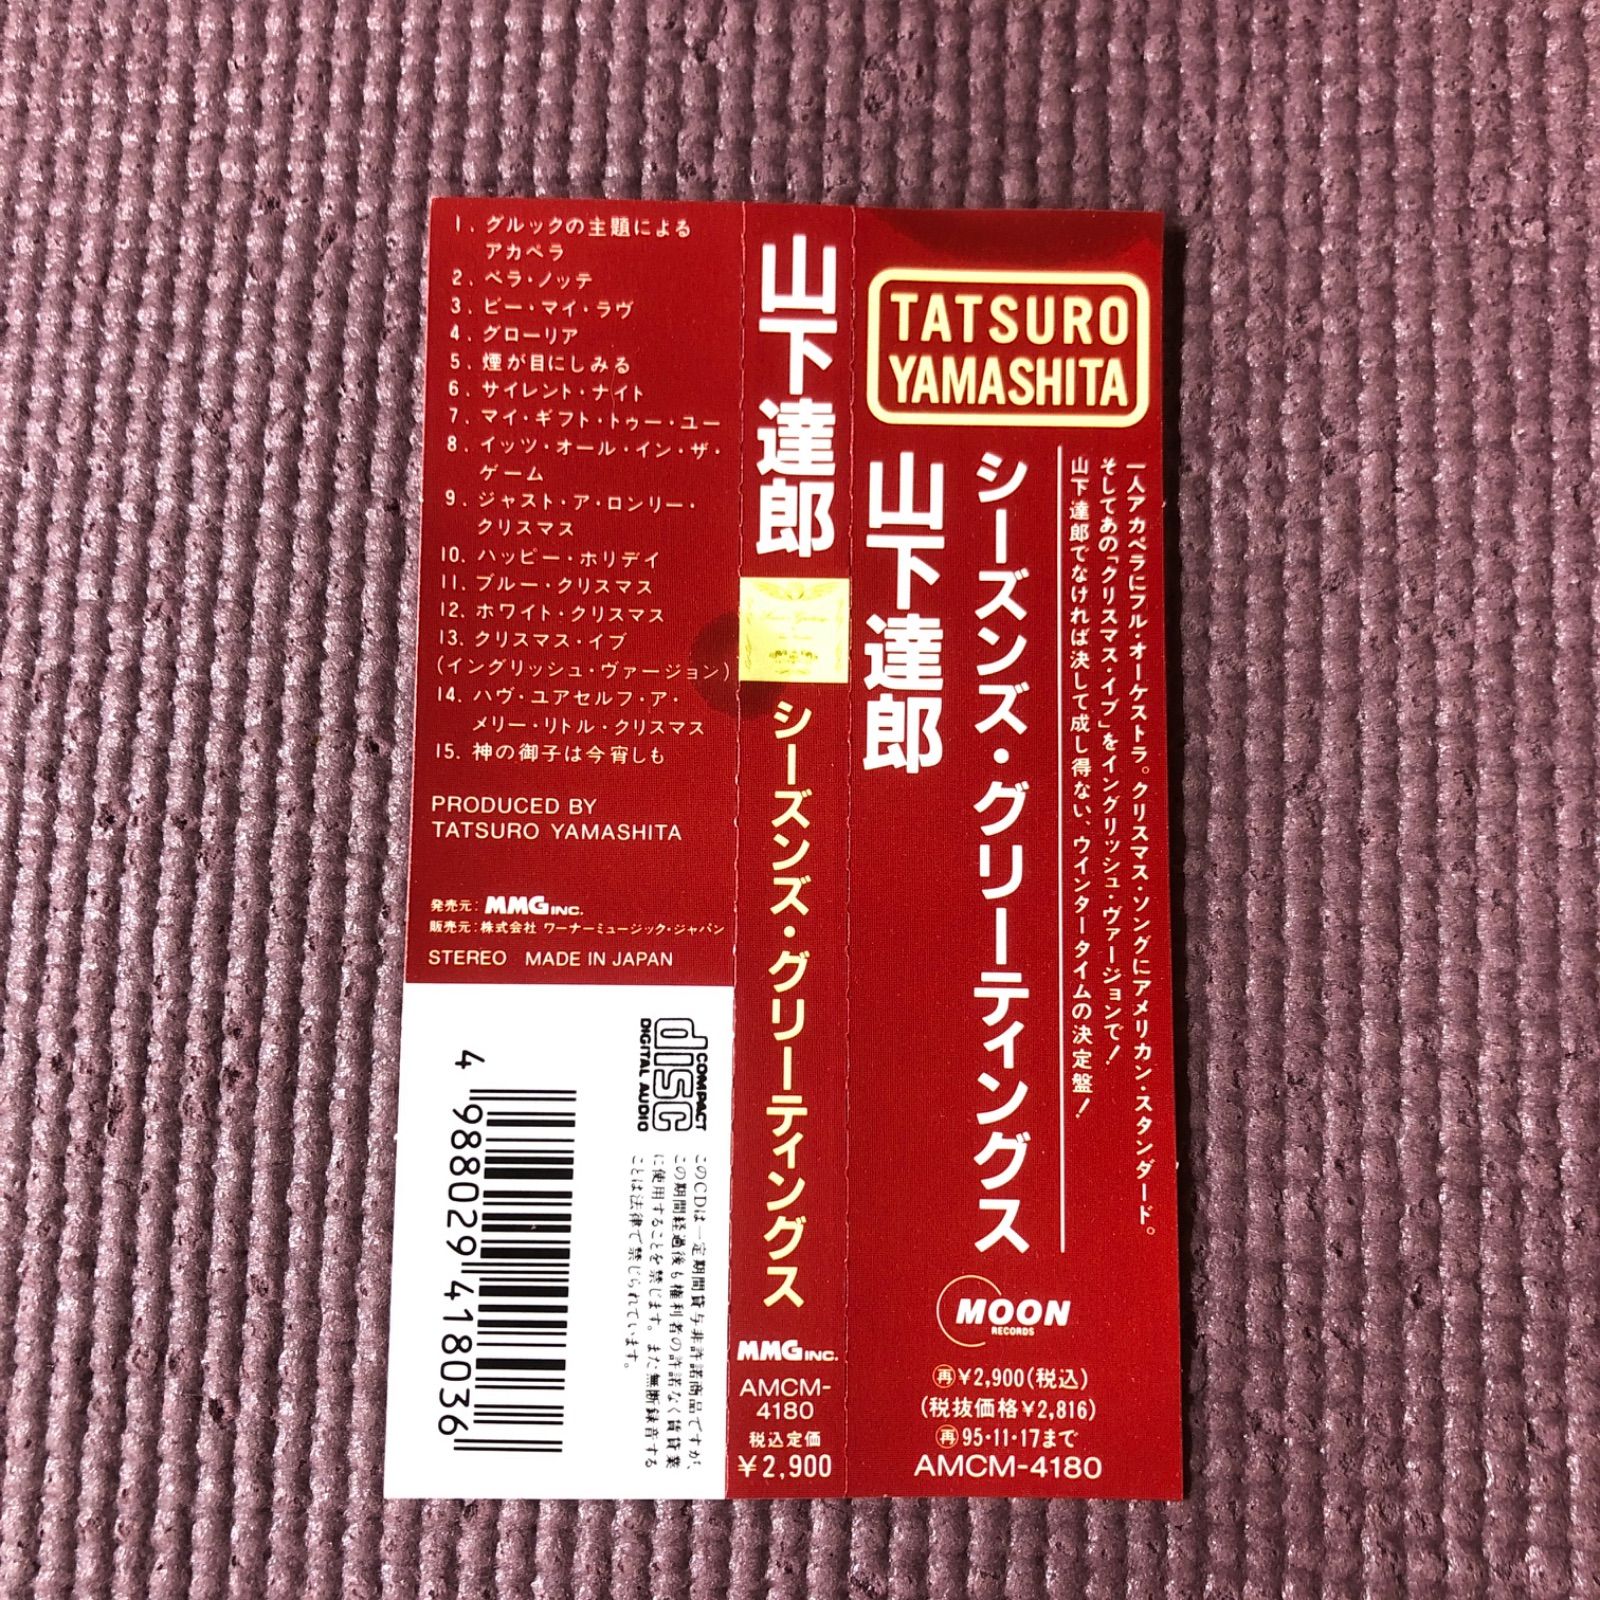 1. グルックの主題による
アカペラ
2. ベラ・ノッテ
3. ビー・マイ・ラヴ
4. グローリア
5. 煙が目にしみる
6. サイレント・ナイト
7. マイ・ギフト・トゥー・ユー
8. イッツ・オール・イン・ザ・
ゲーム
9. ジャスト・ア・ロンリー・
クリスマス
10. ハッピー・ホリデイ
11. ブルー・クリスマス
12. ホワイト・クリスマス
13. クリスマス・イブ
(イングリッシュ・ヴァージョン)
14. ハヴ・ユアセルフ・ア・
メリー・リトル・クリスマス
15. 神の御子は今宵しも
PRODUCED BY
TATSURO YAMASHITA
発売元: MMG INC.
販売元: 株式会社 ワーナーミュージック・ジャパン
STEREO MADE IN JAPAN
COMPACT
disc
DIGITAL AUDIO
このCDは一定期間貸与非許諾商品ですが、
この期間経過後も権利者の許諾なく賃貸業
に使用することを禁じます。また無断録音する
ことは法律で禁じられています。
4 988029 418036
山下達郎
シーズンズ・グリーティングス
MMG INC.
AMCM-
4180
税込定価
¥2,900
TATSURO
YAMASHITA
山下達郎
シーズンズ・グリーティングス
一人アカペラにフル・オーケストラ。クリスマス・ソングにアメリカン・スタンダード。
そしてあの「クリスマス・イブ」をイングリッシュ・ヴァージョンで!
山下達郎でなければ決して成し得ない、ウインタータイムの決定盤!
MOON
RECORDS
再¥2,900(税込)
(税抜価格¥2,816)
再95・11・17まで
AMCM-4180